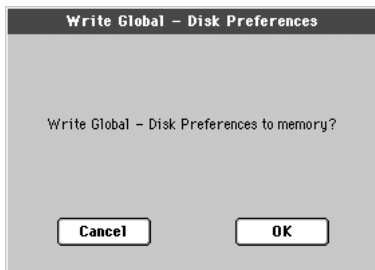 Write Global – Disk Preferences
Write Global – Disk Preferences to memory?
Cancel
OK